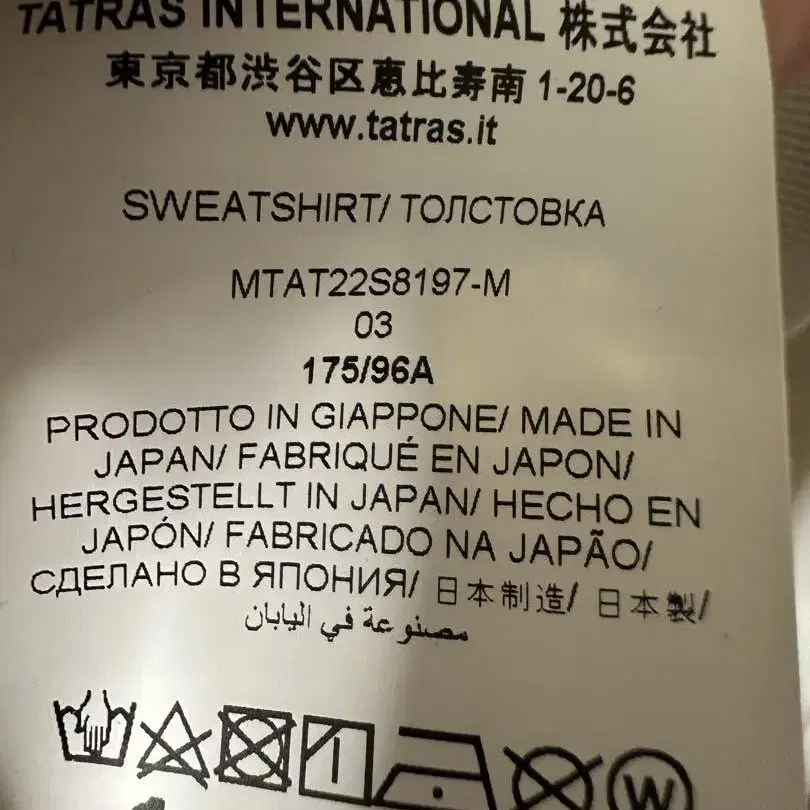 TATRAS INTERNATIONAL 株式会社
東京都渋谷区恵比寿南 1-20-6
www.tatras.it
SWEATSHIRT/ ТОЛСТОВКА
MTAT22S8197-M
03
175/96A
PRODOTTO IN GIAPPONE/ MADE IN
JAPAN/ FABRIQUÉ EN JAPON/
HERGESTELLT IN JAPAN/ HECHO EN
JAPÓN/ FABRICADO NA JAPÃO/
СДЕЛАНО В ЯПОНИЯ/ 日本制造/ 日本製/
مصنوعة في اليابان
W